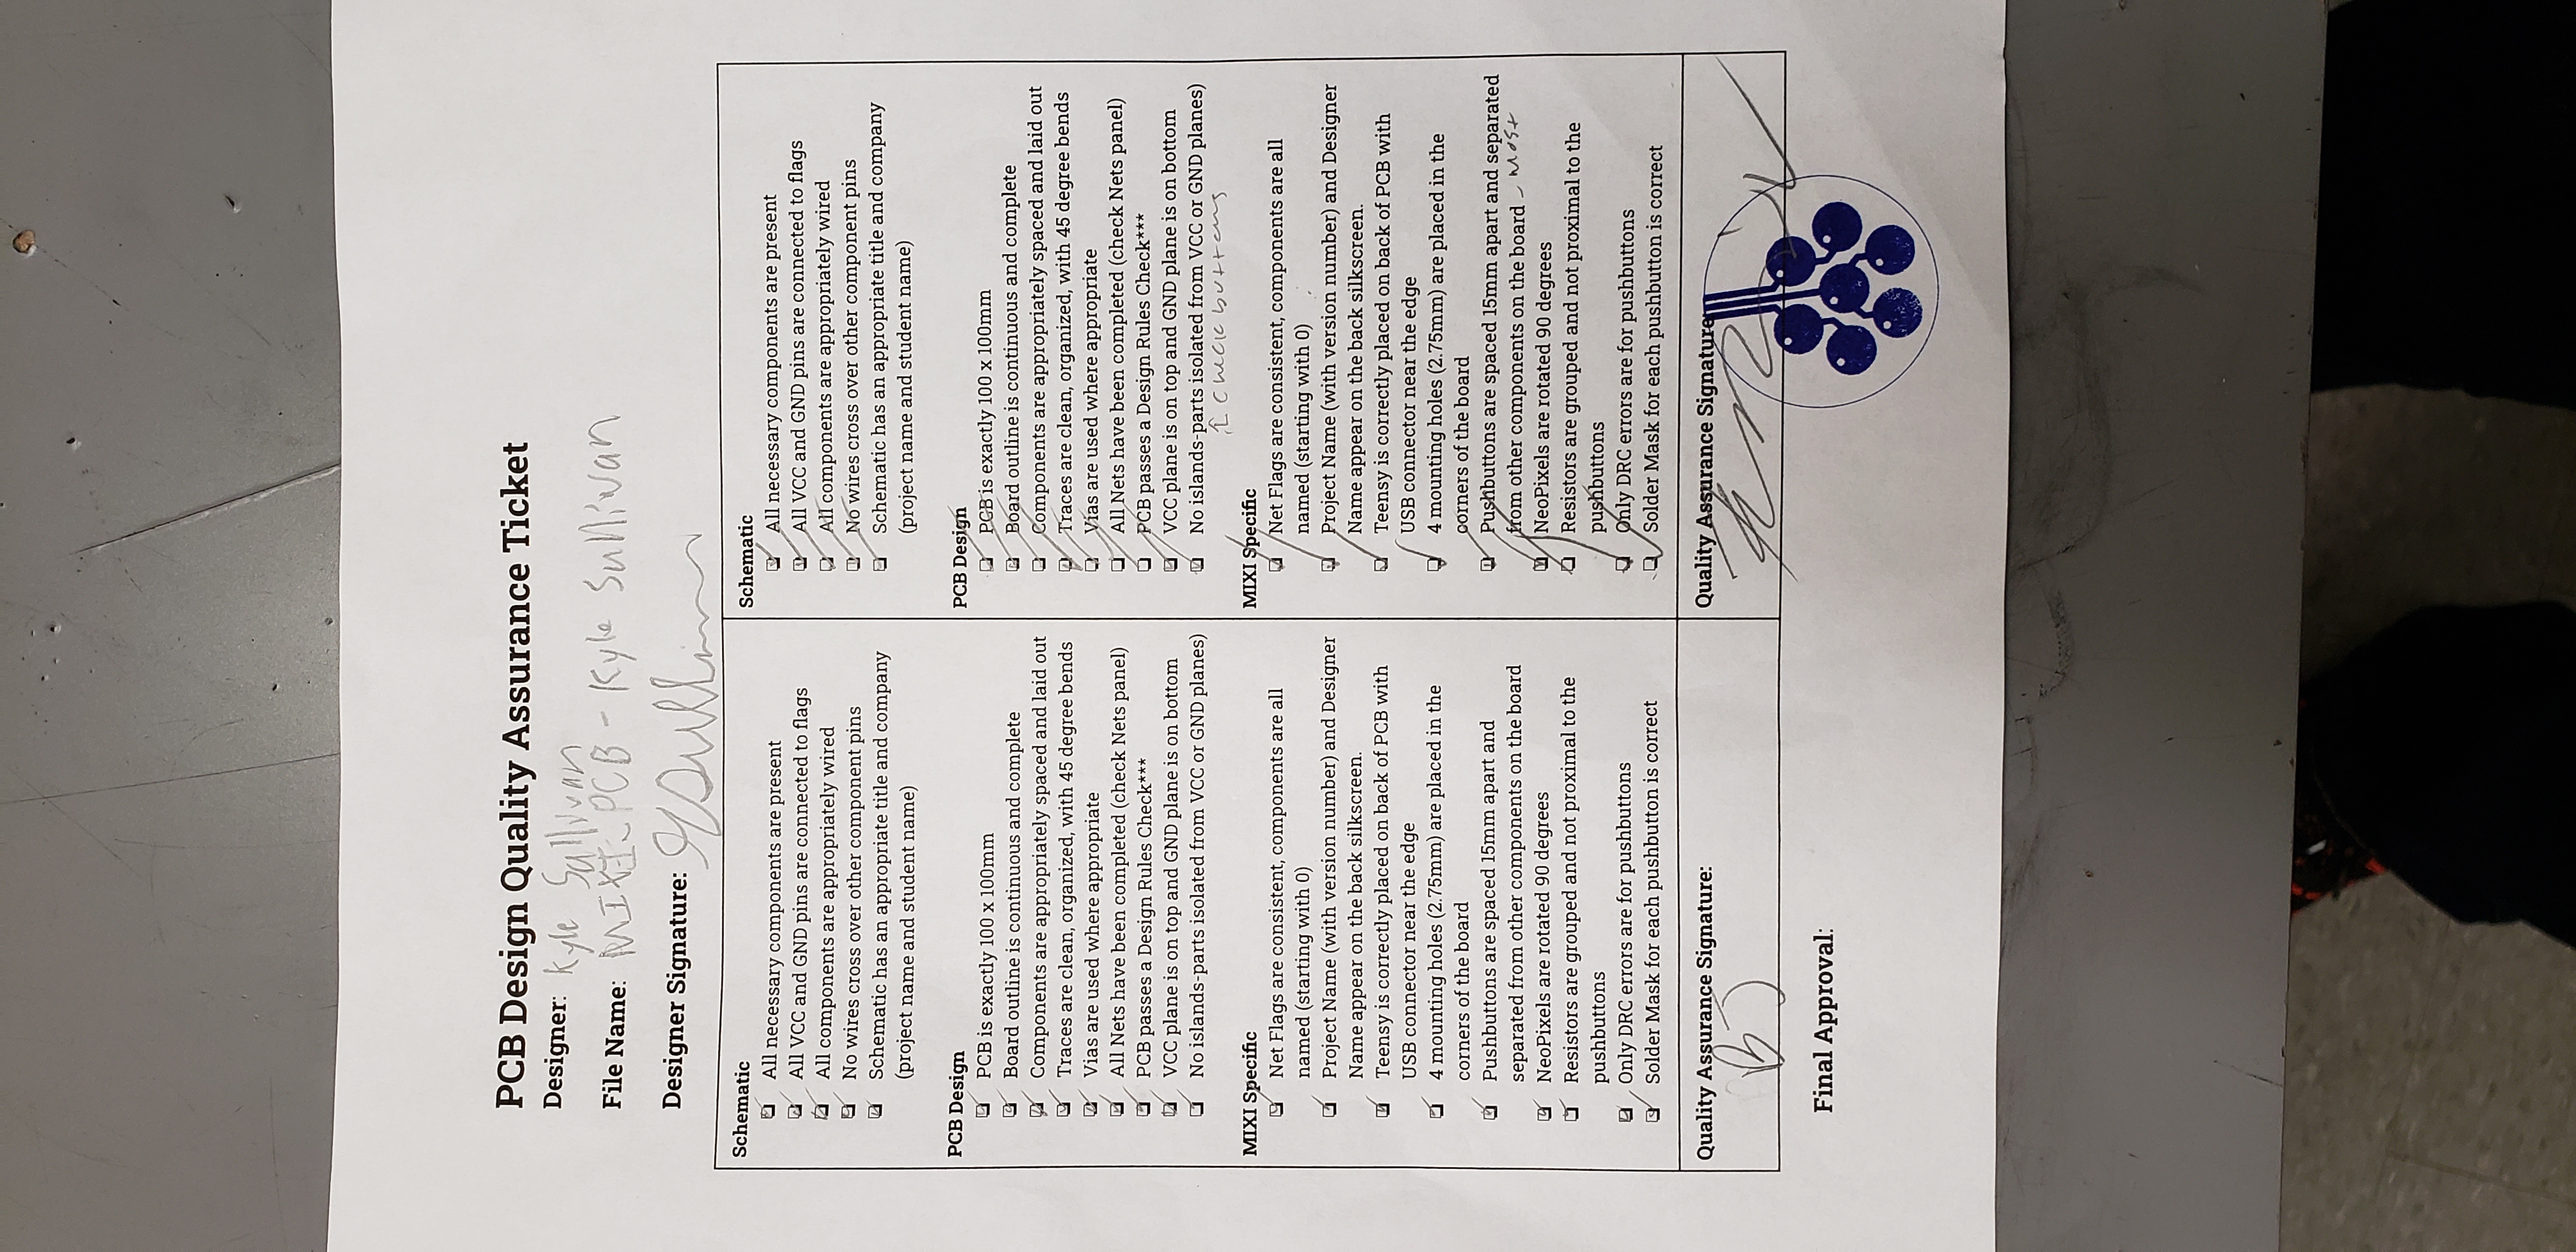 PCB Design Quality Assurance Ticket
Designer: Kyle Sullivan
File Name: MIXI-PCB - Kyle Sullivan
Designer Signature: KSullivan
Schematic
All necessary components are present
All VCC and GND pins are connected to flags
All components are appropriately wired
No wires cross over other component pins
Schematic has an appropriate title and company
(project name and student name)
PCB Design
PCB is exactly 100 x 100mm
Board outline is continuous and complete
Components are appropriately spaced and laid out
Traces are clean, organized, with 45 degree bends
Vias are used where appropriate
All Nets have been completed (check Nets panel)
PCB passes a Design Rules Check***
VCC plane is on top and GND plane is on bottom
No islands-parts isolated from VCC or GND planes)
MIXI Specific
Net Flags are consistent, components are all
named (starting with 0)
Project Name (with version number) and Designer
Name appear on the back silkscreen.
Teensy is correctly placed on back of PCB with
USB connector near the edge
4 mounting holes (2.75mm) are placed in the
corners of the board
Pushbuttons are spaced 15mm apart and
separated from other components on the board
NeoPixels are rotated 90 degrees
Resistors are grouped and not proximal to the
pushbuttons
Only DRC errors are for pushbuttons
Solder Mask for each pushbutton is correct
Quality Assurance Signature:
BJ
Schematic
All necessary components are present
All VCC and GND pins are connected to flags
All components are appropriately wired
No wires cross over other component pins
Schematic has an appropriate title and company
(project name and student name)
PCB Design
PCB is exactly 100 x 100mm
Board outline is continuous and complete
Components are appropriately spaced and laid out
Traces are clean, organized, with 45 degree bends
Vias are used where appropriate
All Nets have been completed (check Nets panel)
PCB passes a Design Rules Check***
VCC plane is on top and GND plane is on bottom
No islands-parts isolated from VCC or GND planes)
↑ check buttons
MIXI Specific
Net Flags are consistent, components are all
named (starting with 0)
Project Name (with version number) and Designer
Name appear on the back silkscreen.
Teensy is correctly placed on back of PCB with
USB connector near the edge
4 mounting holes (2.75mm) are placed in the
corners of the board
Pushbuttons are spaced 15mm apart and separated
from other components on the board - most
NeoPixels are rotated 90 degrees
Resistors are grouped and not proximal to the
pushbuttons
Only DRC errors are for pushbuttons
Solder Mask for each pushbutton is correct
Quality Assurance Signature
Final Approval: